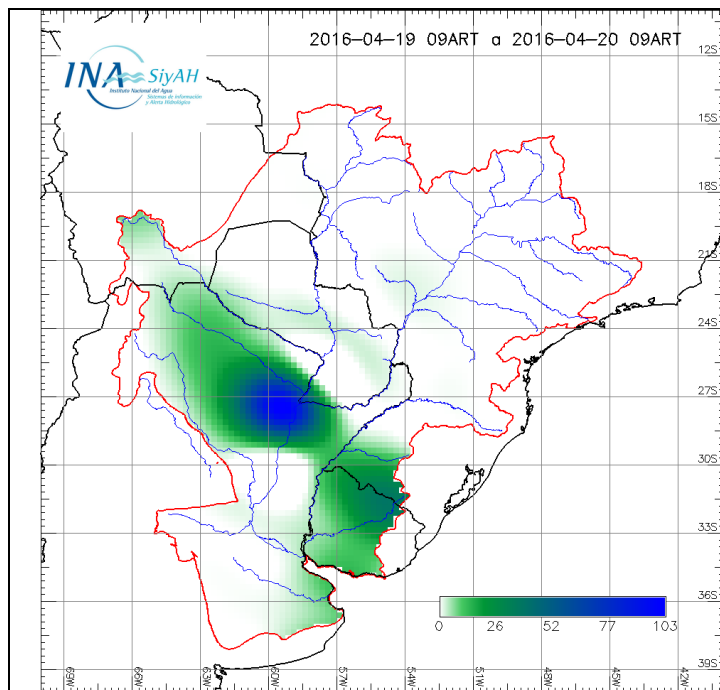 2016-04-19 09ART a 2016-04-20 09ART
INA SiyAH
Instituto Nacional del Agua
Sistemas de Información
y Alerta Hidrológico
12S
15S
18S
21S
24S
27S
30S
33S
36S
39S
0 26 52 77 103
69W 66W 63W 60W 57W 54W 51W 48W 45W 42W